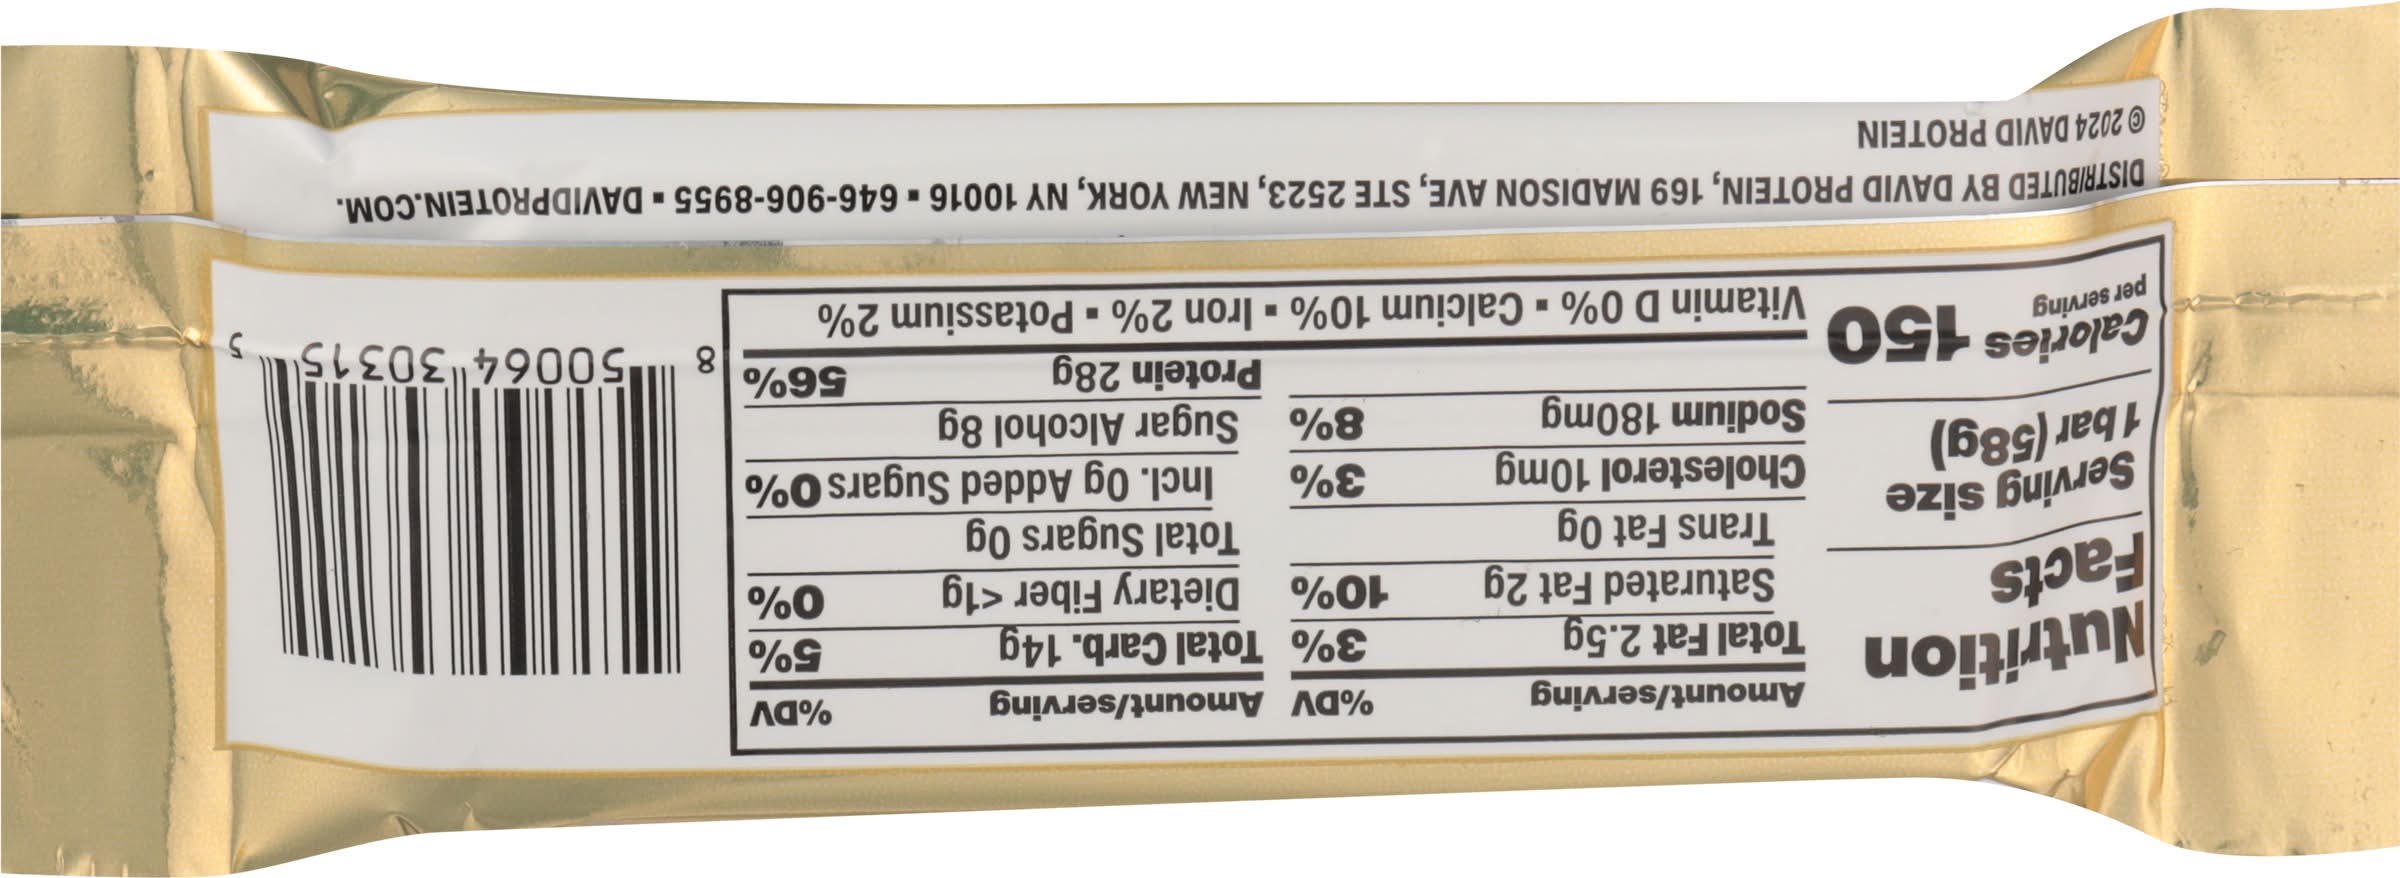 Nutrition
Facts
Serving size
1 bar (58g)
Calories 150
per serving
Amount/serving %DV
Total Fat 2.5g 3%
Saturated Fat 2g 10%
Trans Fat 0g
Cholesterol 10mg 3%
Sodium 180mg 8%
Amount/serving %DV
Total Carb. 14g 5%
Dietary Fiber <1g 0%
Total Sugars 0g
Incl. 0g Added Sugars 0%
Sugar Alcohol 8g
Protein 28g 56%
Vitamin D 0% ▪ Calcium 10% ▪ Iron 2% ▪ Potassium 2%
8 50064 30315 5
DISTRIBUTED BY DAVID PROTEIN, 169 MADISON AVE, STE 2523, NEW YORK, NY 10016 ▪ 646-906-8955 ▪ DAVIDPROTEIN.COM.
© 2024 DAVID PROTEIN